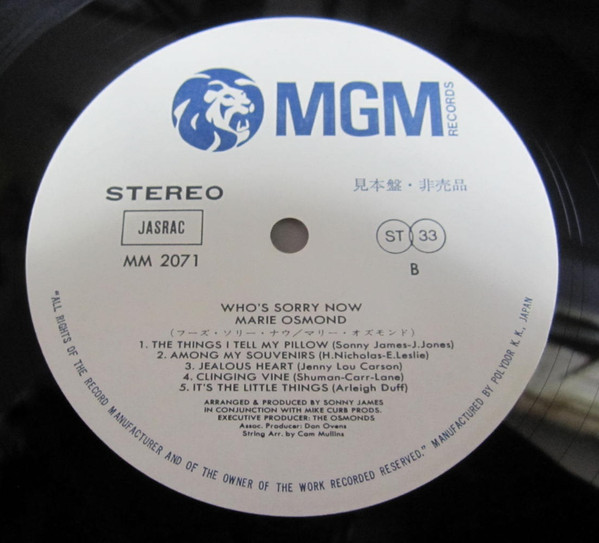 MGM RECORDS
STEREO
見本盤・非売品
JASRAC
ST 33
MM 2071
B
WHO'S SORRY NOW
MARIE OSMOND
(フーズ・ソリー・ナウ/マリー・オズモンド)
1. THE THINGS I TELL MY PILLOW (Sonny James-J.Jones)
2. AMONG MY SOUVENIRS (H.Nicholas-E.Leslie)
3. JEALOUS HEART (Jenny Lou Carson)
4. CLINGING VINE (Shuman-Carr-Lane)
5. IT'S THE LITTLE THINGS (Arleigh Duff)
ARRANGED & PRODUCED BY SONNY JAMES
IN CONJUNCTION WITH MIKE CURB PRODS.
EXECUTIVE PRODUCER: THE OSMONDS
Assoc. Producer: Don Ovens
String Arr. by Cam Mullins
"ALL RIGHTS OF THE RECORD MANUFACTURER AND OF THE OWNER OF THE WORK RECORDED RESERVED." MANUFACTURED BY POLYDOR K.K., JAPAN